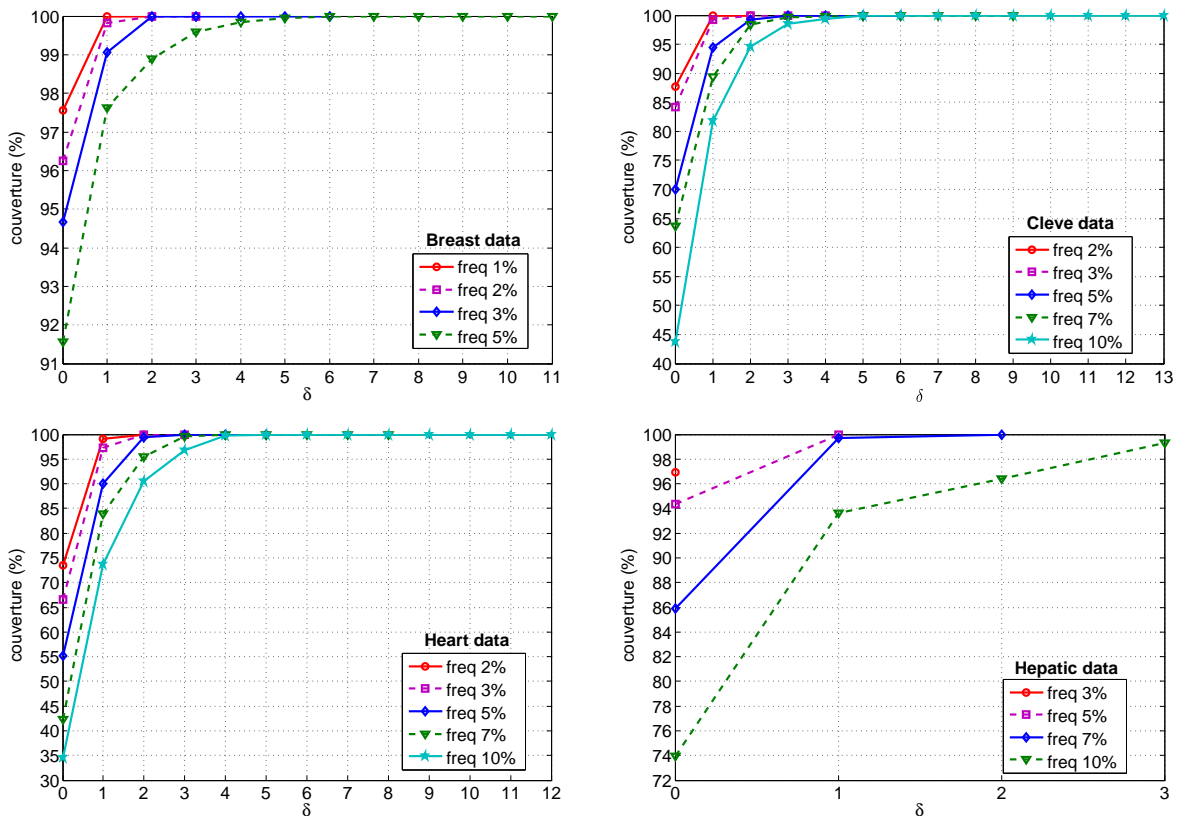 100
99
98
97
96
95
94
93
92
91
couverture (%)
0 1 2 3 4 5 6 7 8 9 10 11
δ
Breast data
freq 1%
freq 2%
freq 3%
freq 5%
100
95
90
85
80
75
70
65
60
55
50
45
40
couverture (%)
0 1 2 3 4 5 6 7 8 9 10 11 12 13
δ
Cleve data
freq 2%
freq 3%
freq 5%
freq 7%
freq 10%
100
95
90
85
80
75
70
65
60
55
50
45
40
35
30
couverture (%)
0 1 2 3 4 5 6 7 8 9 10 11 12
δ
Heart data
freq 2%
freq 3%
freq 5%
freq 7%
freq 10%
100
98
96
94
92
90
88
86
84
82
80
78
76
74
72
couverture (%)
0 1 2 3
δ
Hepatic data
freq 3%
freq 5%
freq 7%
freq 10%